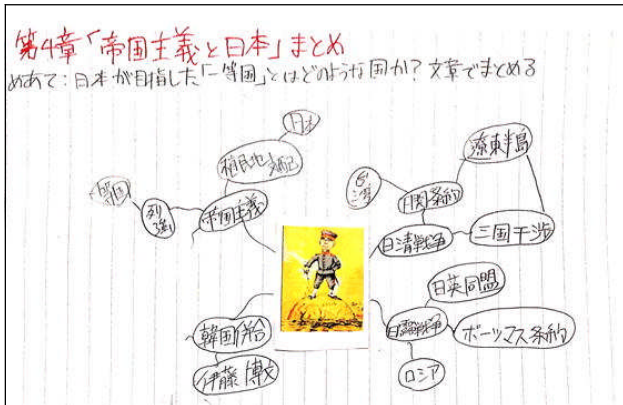 第4章「帝国主義と日本」まとめ
めあて：日本が目指した「一等国」とはどのような国か？文章でまとめる
日本
植民地支配
列強
帝国主義
台湾
下関条約
遼東半島
日清戦争
三国干渉
日英同盟
日露戦争
ポーツマス条約
ロシア
韓国併合
伊藤博文